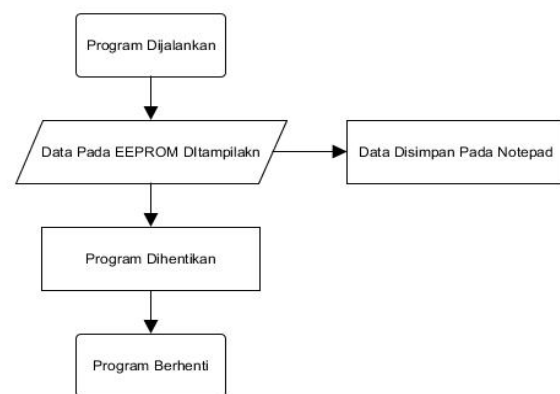 Program Dijalankan
Data Pada EEPROM DItampilakn
Data Disimpan Pada Notepad
Program Dihentikan
Program Berhenti